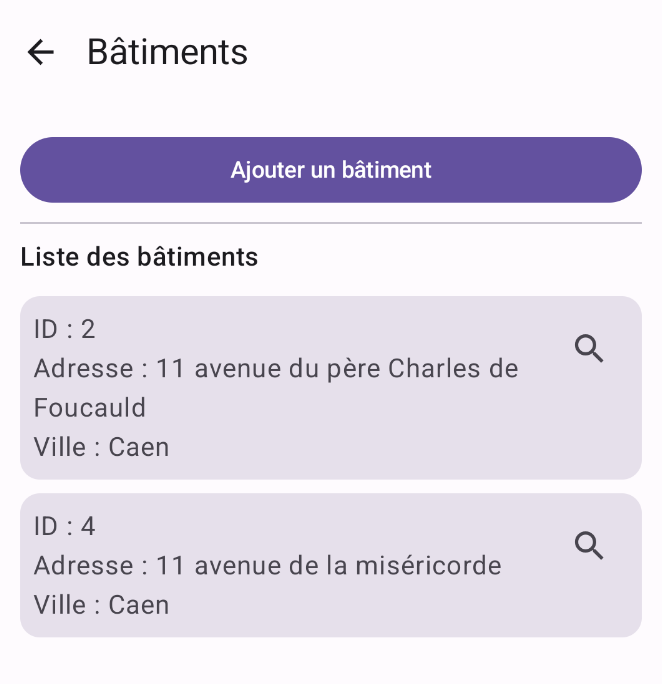 Bâtiments
Ajouter un bâtiment
Liste des bâtiments
ID : 2
Adresse : 11 avenue du père Charles de
Foucauld
Ville : Caen
ID : 4
Adresse : 11 avenue de la miséricorde
Ville : Caen